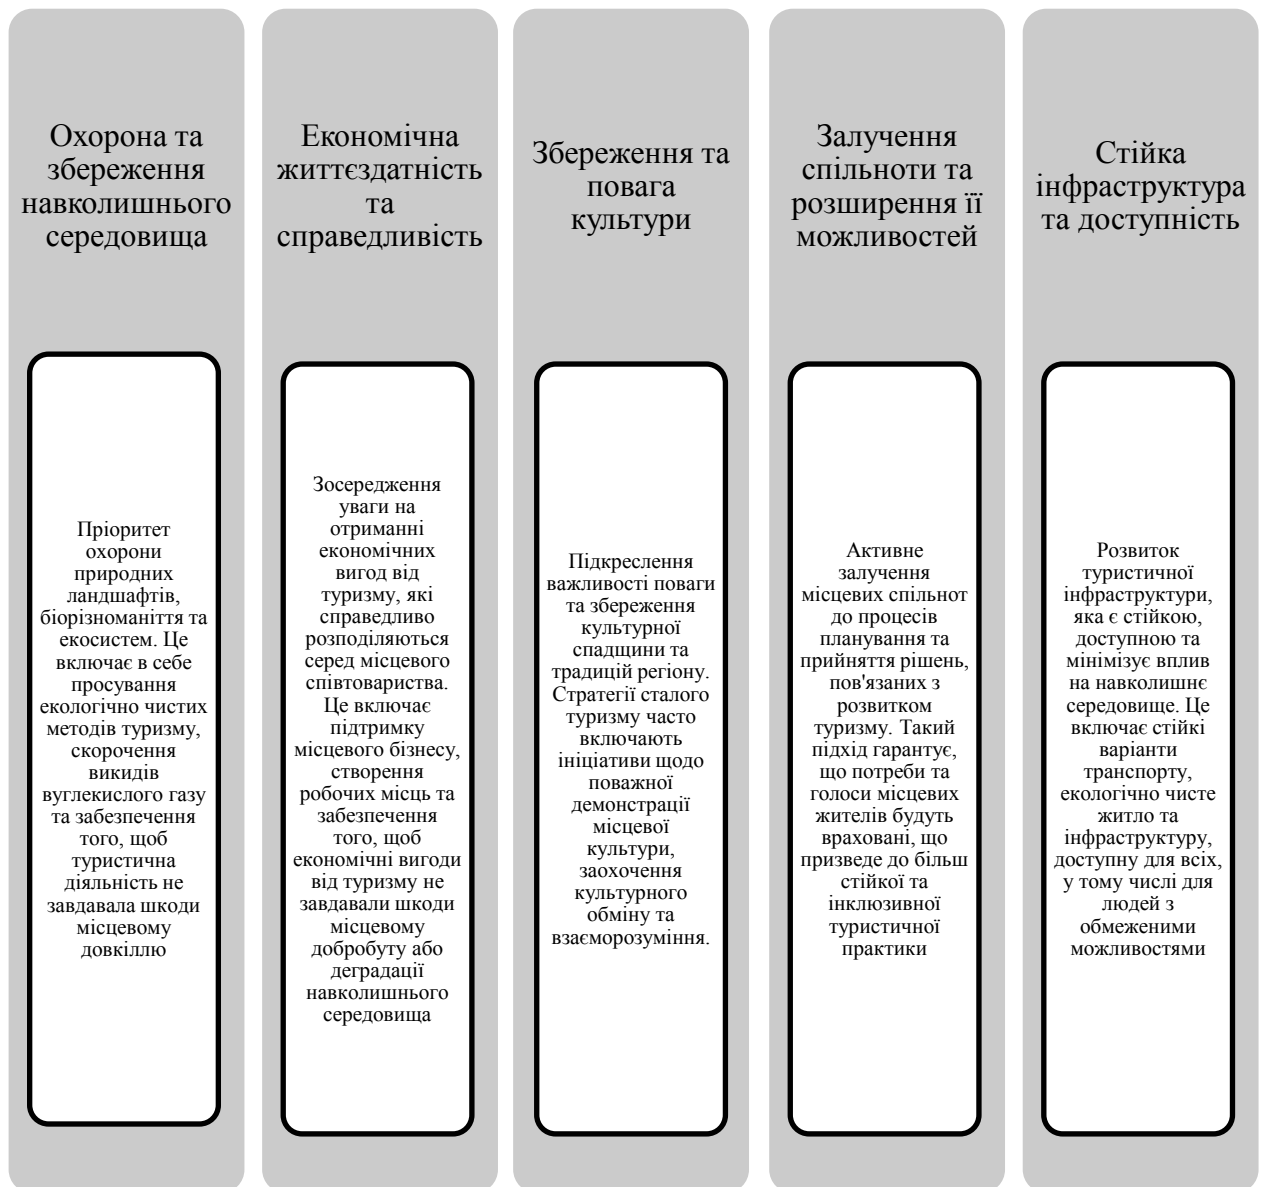 Охорона та
збереження
навколишнього
середовища
Пріоритет
охорони
природних
ландшафтів,
біорізноманіття та
екосистем. Це
включає в себе
просування
екологічно чистих
методів туризму,
скорочення
викидів
вуглекислого газу
та забезпечення
того, щоб
туристична
діяльність не
завдавала шкоди
місцевому
довкіллю
Економічна
життєздатність
та
справедливість
Зосередження
уваги на
отриманні
економічних
вигод від
туризму, які
справедливо
розподіляються
серед місцевого
співтовариства.
Це включає
підтримку
місцевого бізнесу,
створення
робочих місць та
забезпечення
того, щоб
економічні вигоди
від туризму не
завдавали шкоди
місцевому
добробуту або
деградації
навколишнього
середовища
Збереження та
повага
культури
Підкреслення
важливості поваги
та збереження
культурної
спадщини та
традицій регіону.
Стратегії сталого
туризму часто
включають
ініціативи щодо
поважної
демонстрації
місцевої
культури,
заохочення
культурного
обміну та
взаєморозуміння.
Залучення
спільноти та
розширення її
можливостей
Активне
залучення
місцевих спільнот
до процесів
планування та
прийняття рішень,
пов'язаних з
розвитком
туризму. Такий
підхід гарантує,
що потреби та
голоси місцевих
жителів будуть
враховані, що
призведе до більш
стійкої та
інклюзивної
туристичної
практики
Стійка
інфраструктура
та доступність
Розвиток
туристичної
інфраструктури,
яка є стійкою,
доступною та
мінімізує вплив
на навколишнє
середовище. Це
включає стійкі
варіанти
транспорту,
екологічно чисте
житло та
інфраструктуру,
доступну для всіх,
у тому числі для
людей з
обмеженими
можливостями